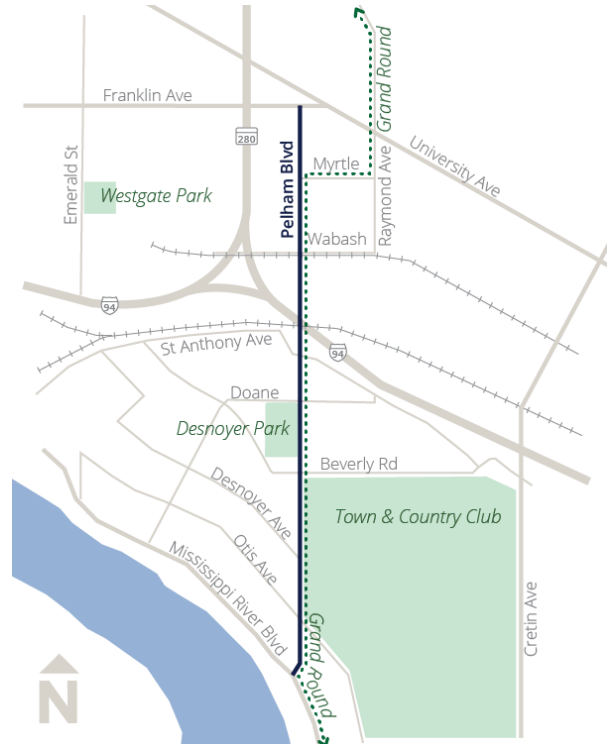 Grand Round
Franklin Ave
280
University Ave
Emerald St
Pelham Blvd
Myrtle
Raymond Ave
Westgate Park
Wabash
94
St Anthony Ave
94
Doane
Desnoyer Park
Beverly Rd
Desnoyer Ave
Town & Country Club
Otis Ave
Mississippi River Blvd
Cretin Ave
Grand Round
N